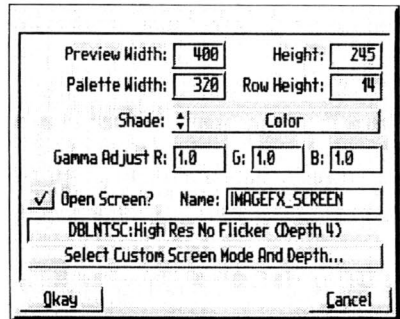 Preview Width: 400 Height: 245
Palette Width: 320 Row Height: 14
Shade: Color
Gamma Adjust R: 1.0 G: 1.0 B: 1.0
✓ Open Screen? Name: IMAGEFX_SCREEN
DBLNTSC:High Res No Flicker (Depth 4)
Select Custom Screen Mode And Depth...
Okay Cancel